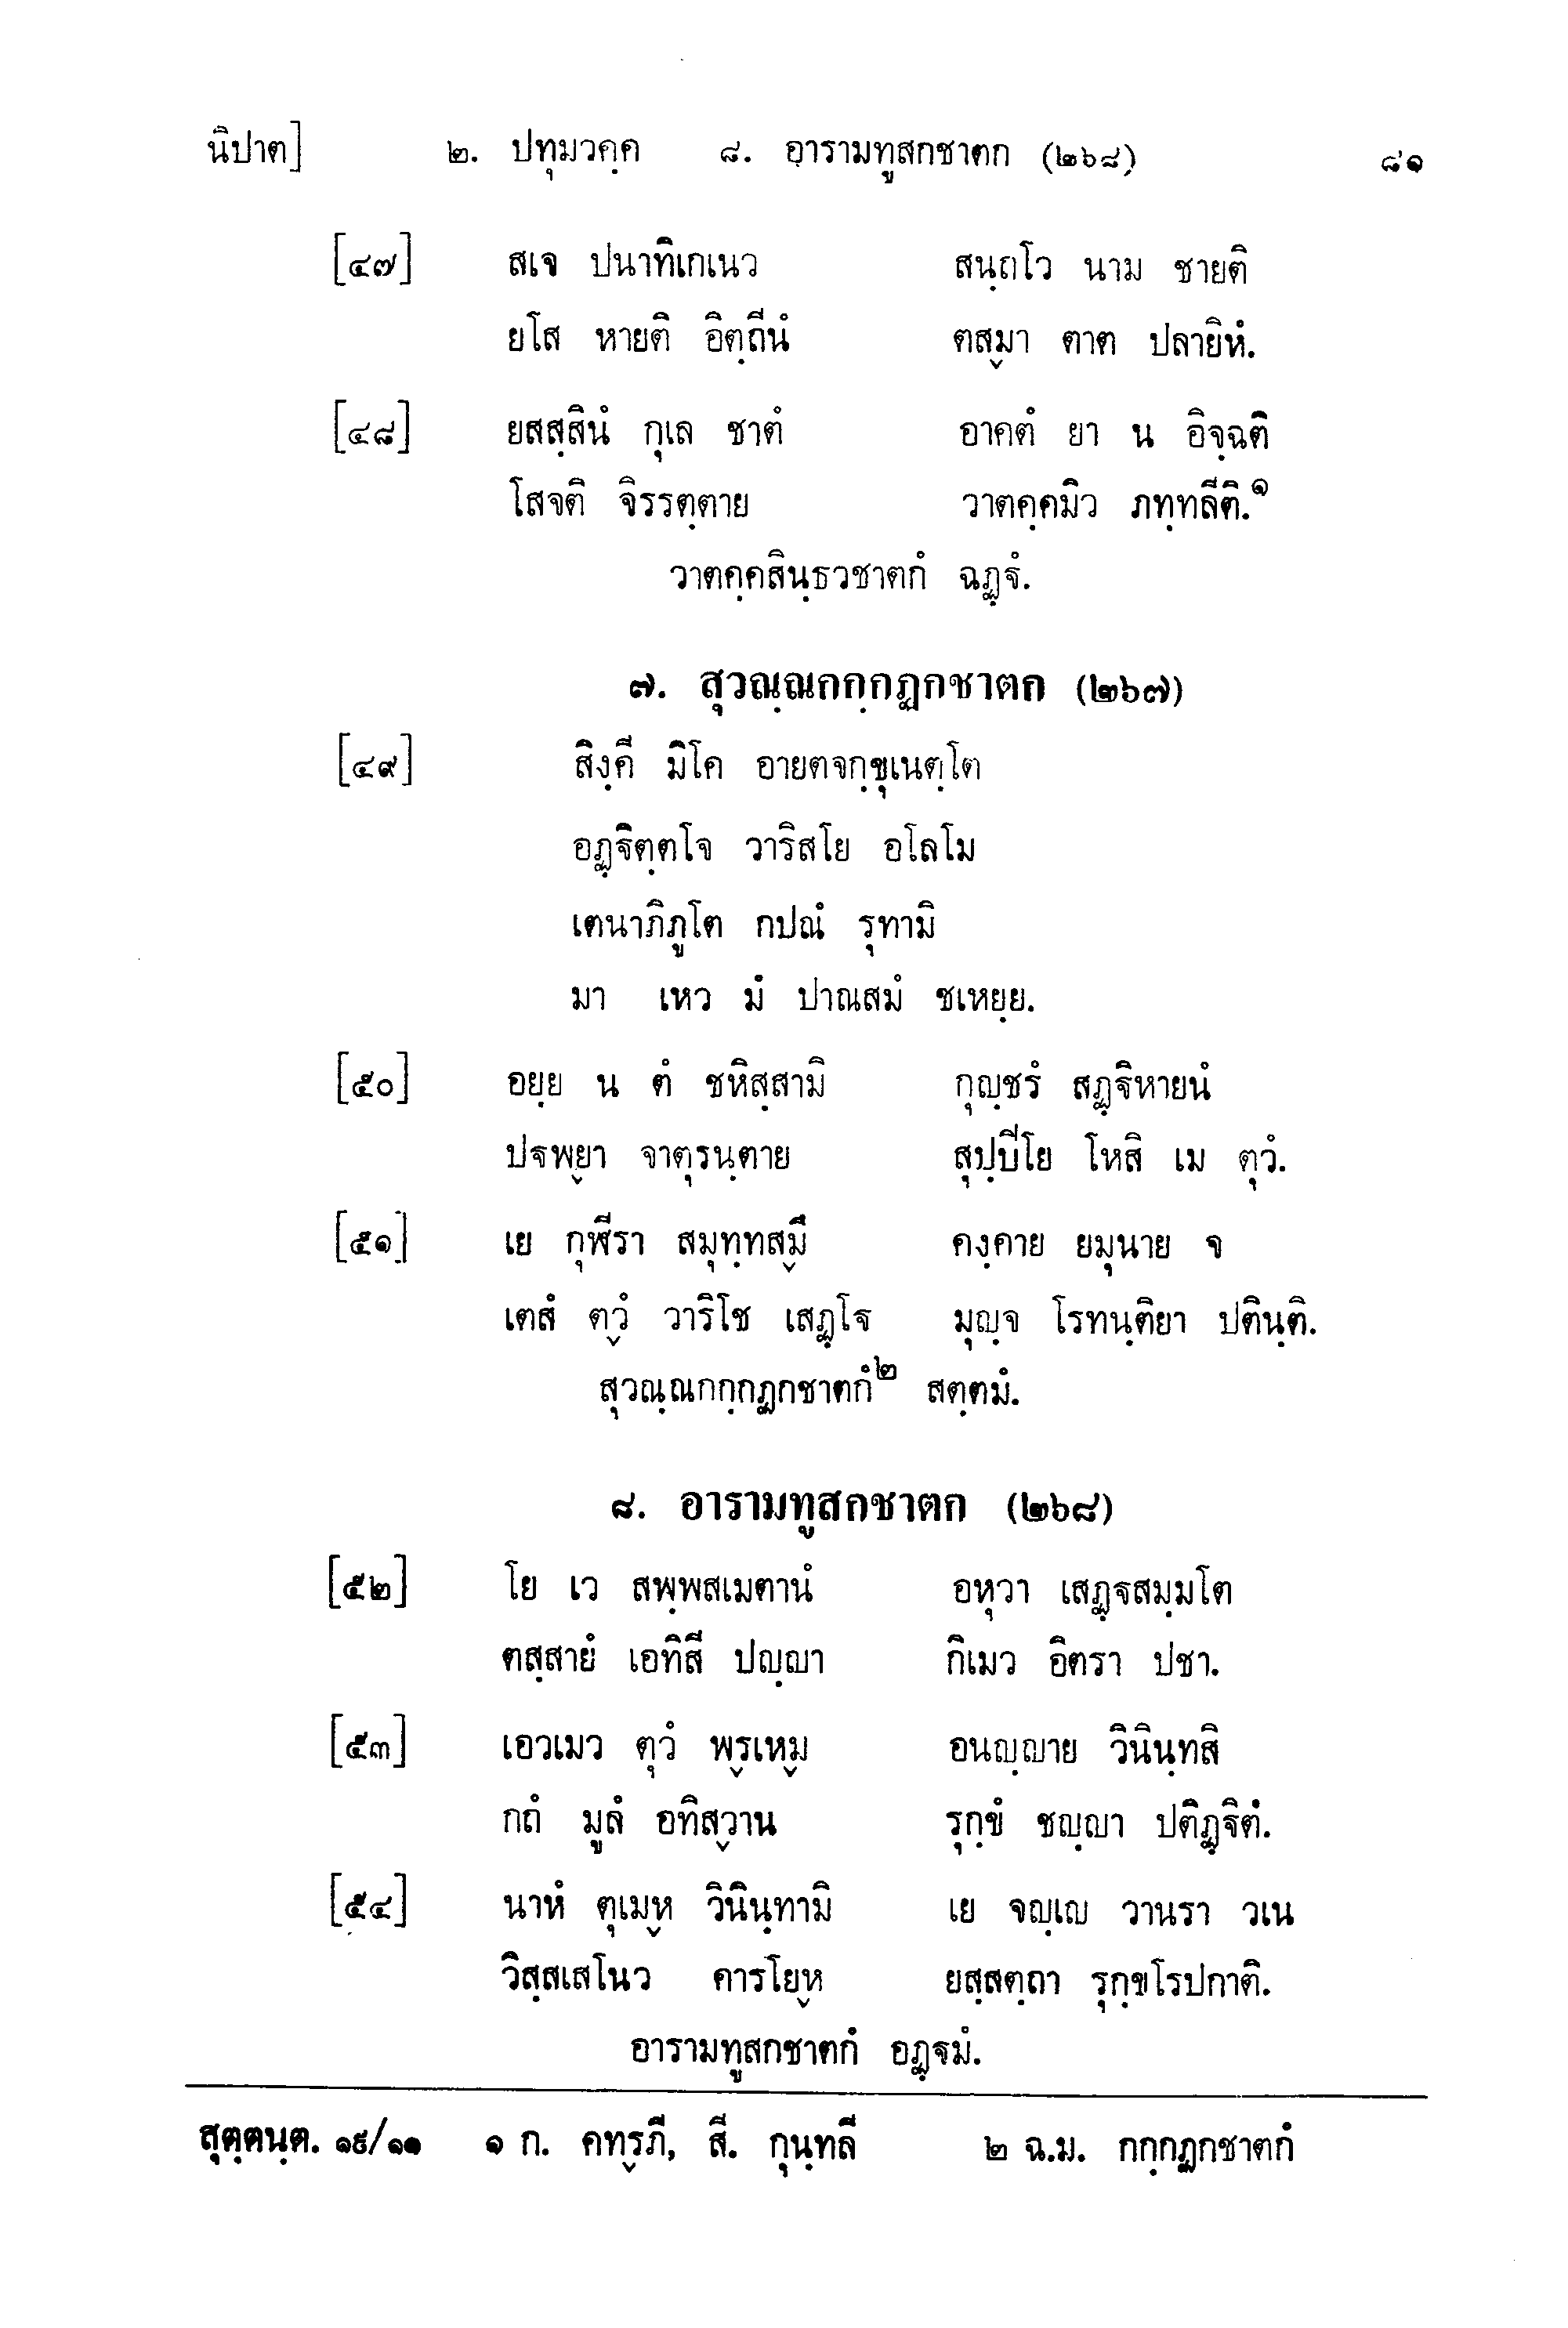 นิปาต] ๒. ปทุมวคฺค ๘. อารามทูสกชาตก (๒๖๘) ๘๑
[๔๗] สเจ ปนาทิเกเนว สนฺถโว นาม ชายติ
ยโส หายติ อิตฺถีนํ ตสฺมา ตาต ปลายิหํ.
[๔๘] ยสสฺสินํ กุเล ชาตํ อาคตํ ยา น อิจฺฉติ
โสจติ จิรรตฺตาย วาตคฺคมิว ภทฺทลีติ.๑
วาตคฺคสินฺธวชาตกํ ฉฏฺฐํ.
๗. สุวณฺณกกฺกฏกชาตก (๒๖๗)
[๔๙] สิงฺคี มิโค อายตจกฺขุเนตฺโต
อฏฺฐิตฺตโจ วาริสโย อโลโม
เตนาภิภูโต กปณํ รุทามิ
มา เหว มํ ปาณสมํ ชเหยฺย.
[๕๐] อยฺย น ตํ ชหิสฺสามิ กุญฺชรํ สฏฺฐิหายนํ
ปฐพฺยา จาตุรนฺตาย สุปฺปิโย โหสิ เม ตุวํ.
[๕๑] เย กุฬีรา สมุทฺทสฺมึ คงฺคาย ยมุนาย จ
เตสํ ตฺวํ วาริโช เสฏฺโฐ มุญฺจ โรทนฺติยา ปตินฺติ.
สุวณฺณกกฺกฏกชาตกํ๒ สตฺตมํ.
๘. อารามทูสกชาตก (๒๖๘)
[๕๒] โย เว สพฺพสเมตานํ อหุวา เสฏฺฐสมฺมโต
ตสฺสายํ เอทิสี ปญฺญา กิเมว อิตรา ปชา.
[๕๓] เอวเมว ตุวํ พฺรเหฺม อนญฺญาย วินินฺทสิ
กถํ มูลํ อทิสฺวาน รุกฺขํ ชญฺญา ปติฏฺฐิตํ.
[๕๔] นาหํ ตุเมฺห วินินฺทามิ เย จญฺเญ วานรา วเน
วิสฺสเสโนว คารโยฺห ยสฺสตฺถา รุกฺขโรปกาติ.
อารามทูสกชาตกํ อฏฺฐมํ.
สุตฺตนฺต. ๑๙/๑๑ ๑ ก. คทฺรภี, สี. กุนฺทลี ๒ ฉ.ม. กกฺกฏกชาตกํ